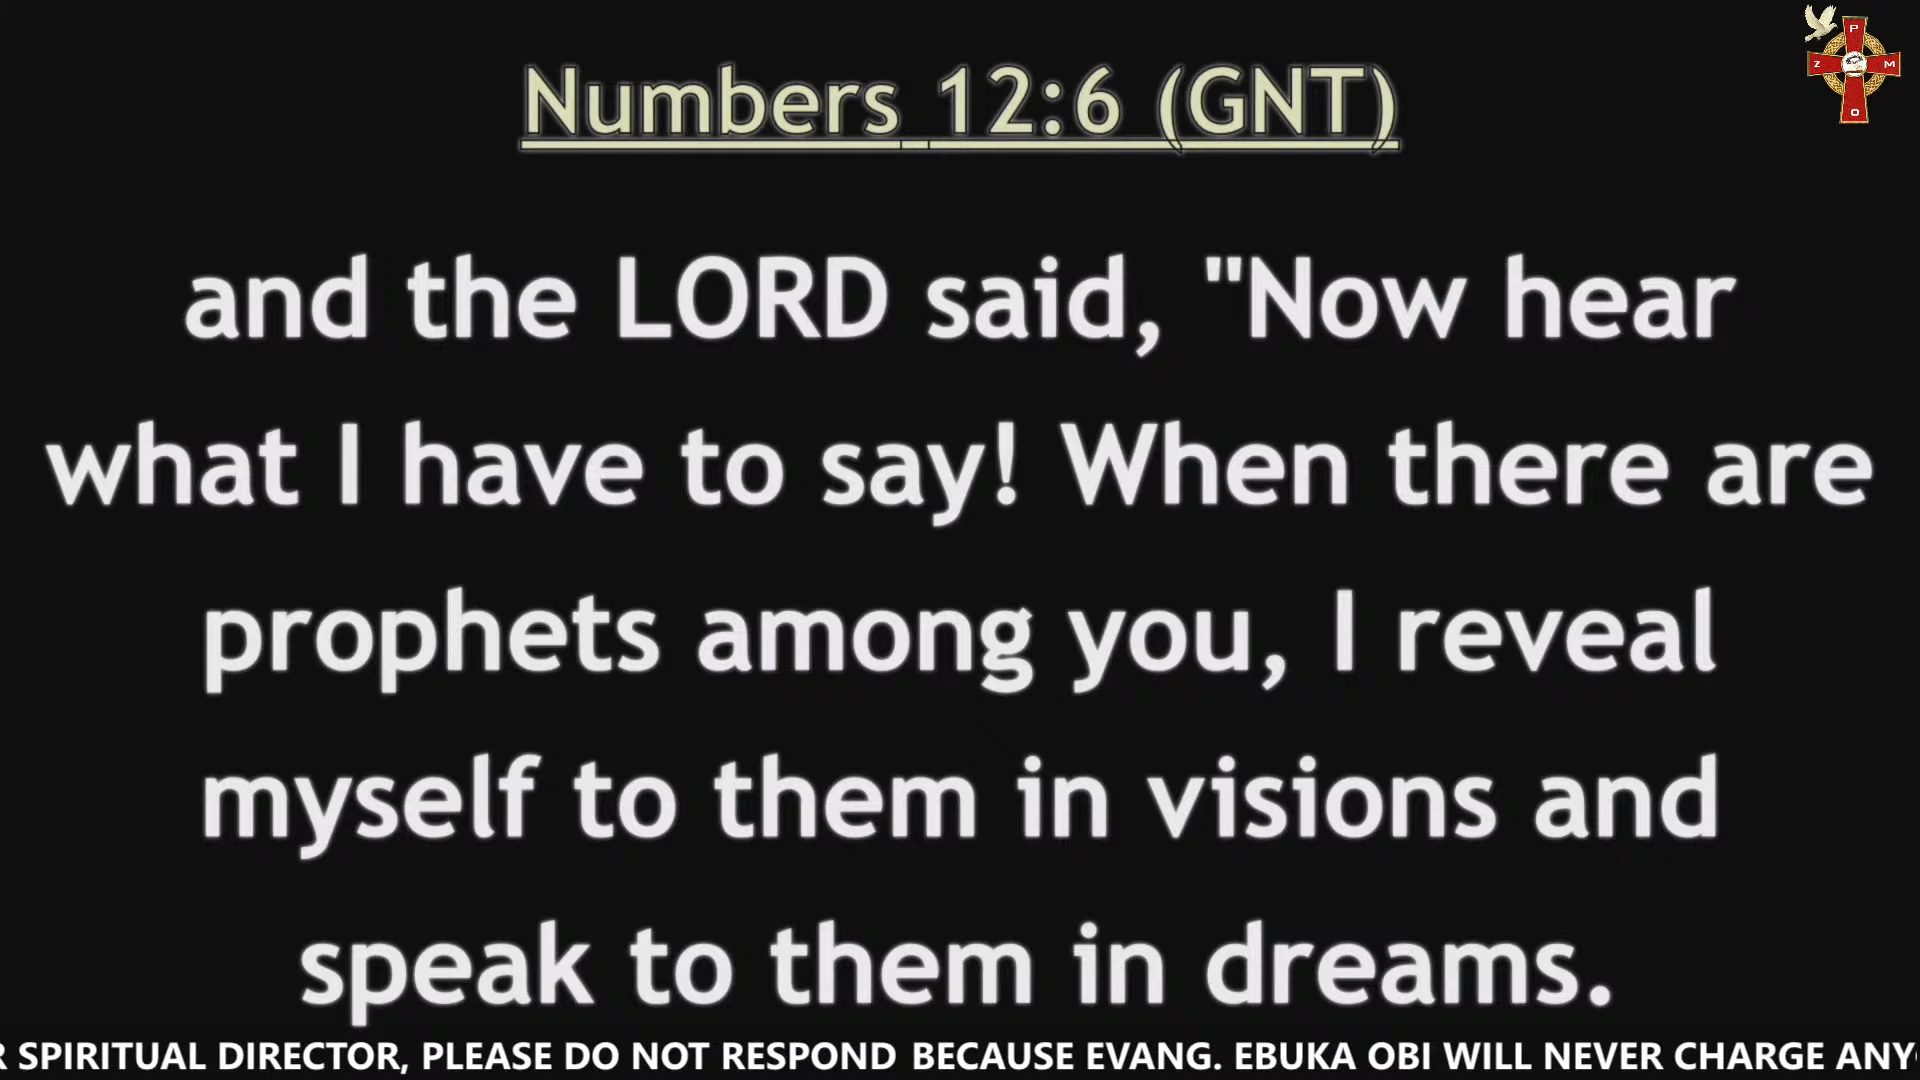 Numbers 12:6 (GNT)
and the LORD said, "Now hear
what I have to say! When there are
prophets among you, I reveal
myself to them in visions and
speak to them in dreams.
R SPIRITUAL DIRECTOR, PLEASE DO NOT RESPOND BECAUSE EVANG. EBUKA OBI WILL NEVER CHARGE ANY
P
Z M
O